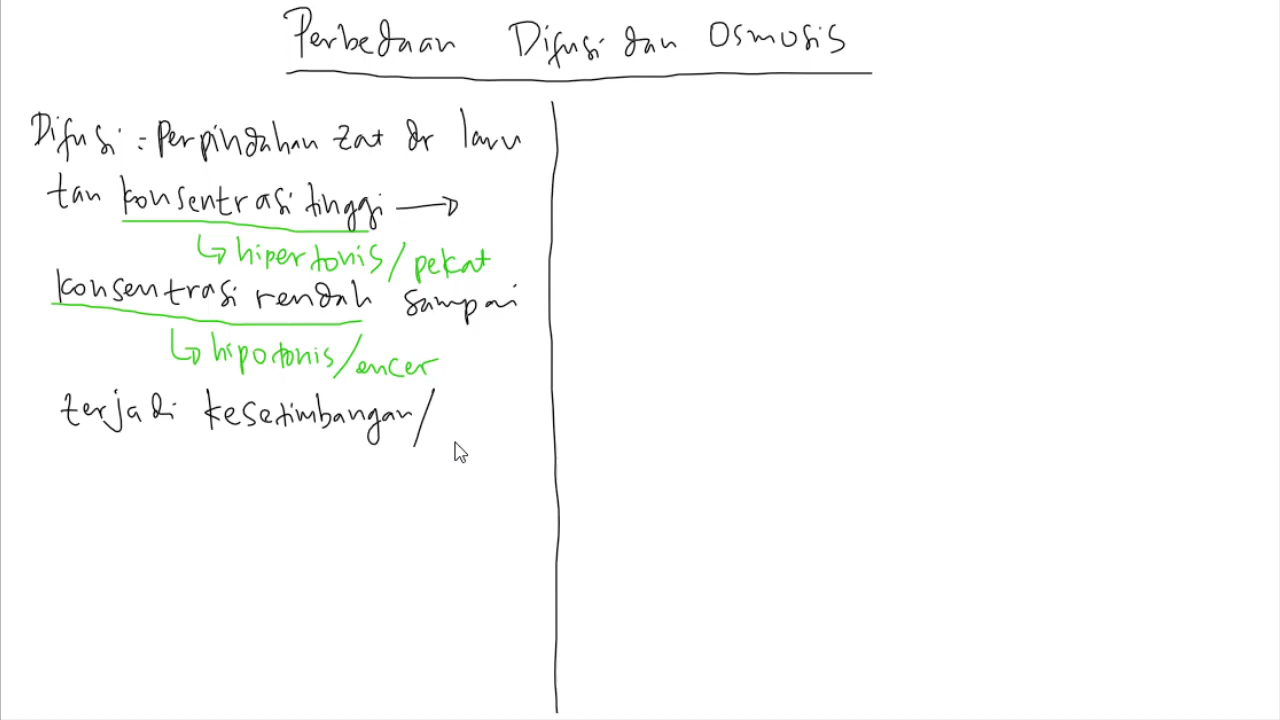 Perbedaan Difusi dan Osmosis
Difusi : Perpindahan zat dr laru
tan konsentrasi tinggi →
↳ hipertonis/pekat
konsentrasi rendah sampai
↳ hipotonis/encer
terjadi kesetimbangan/